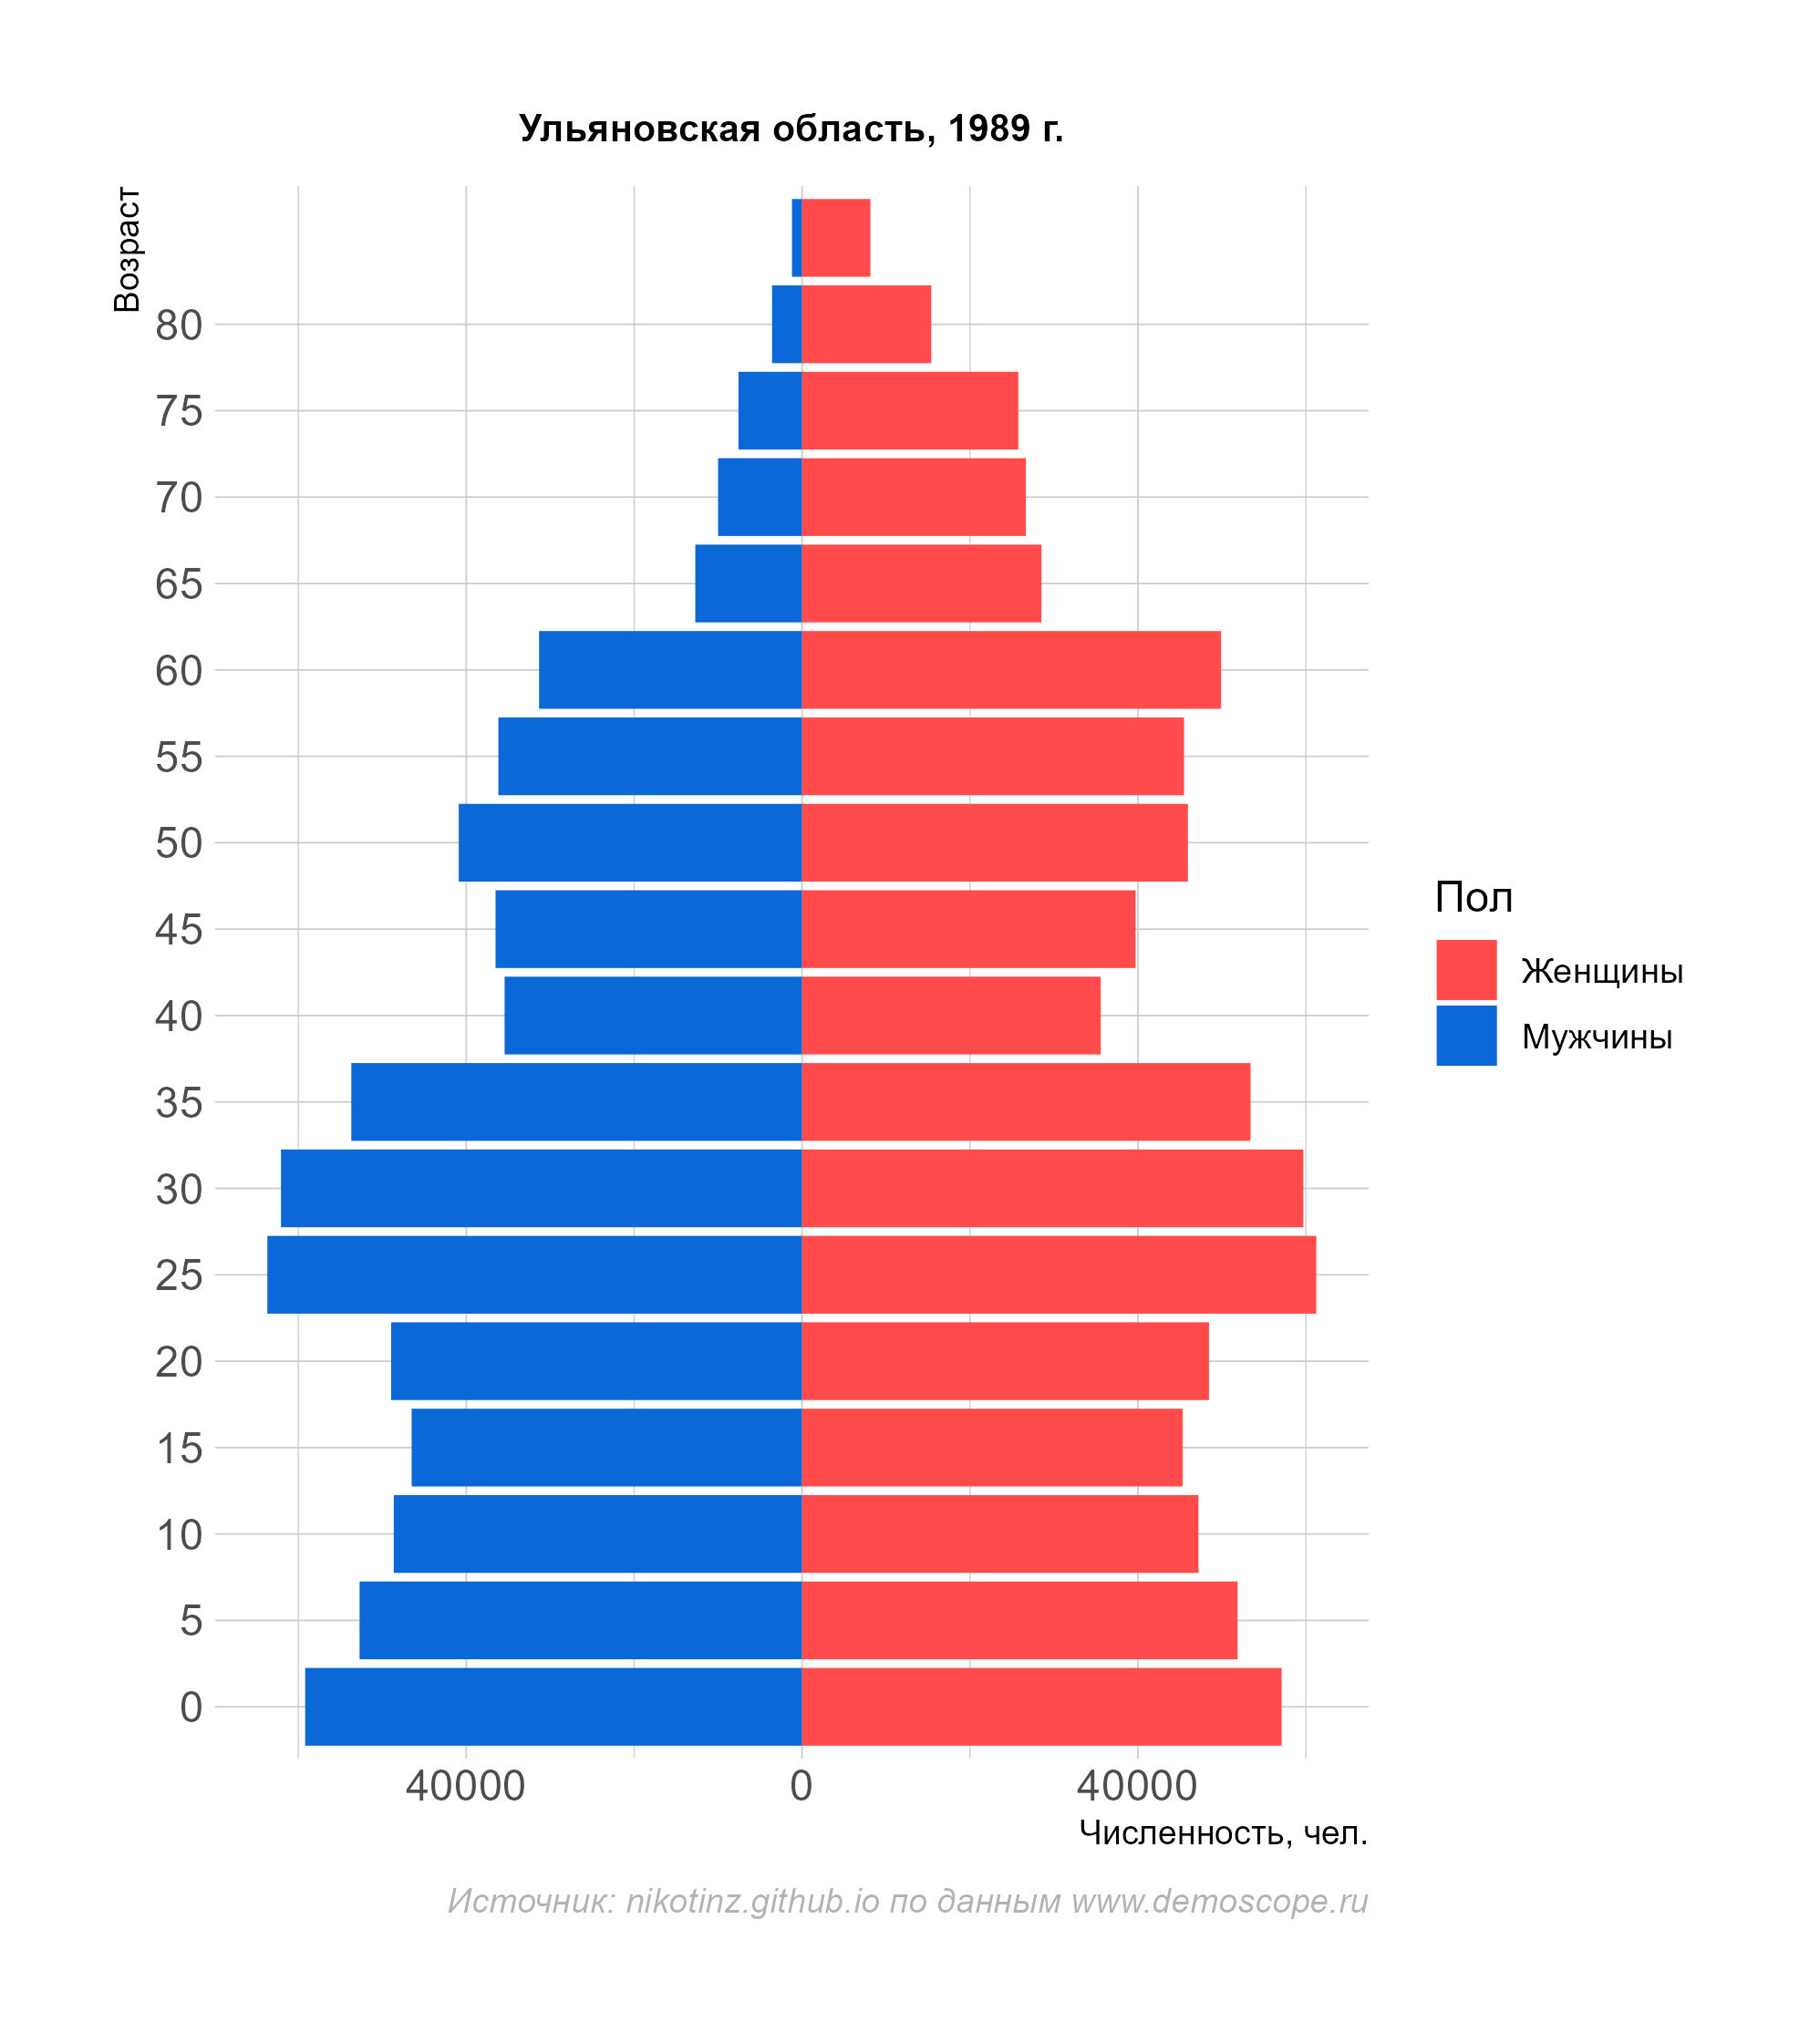 Ульяновская область, 1989 г.
Возраст
80
75
70
65
60
55
50
45
40
35
30
25
20
15
10
5
0
40000 0 40000
Численность, чел.
Пол
Женщины
Мужчины
Источник: nikotinz.github.io по данным www.demoscope.ru